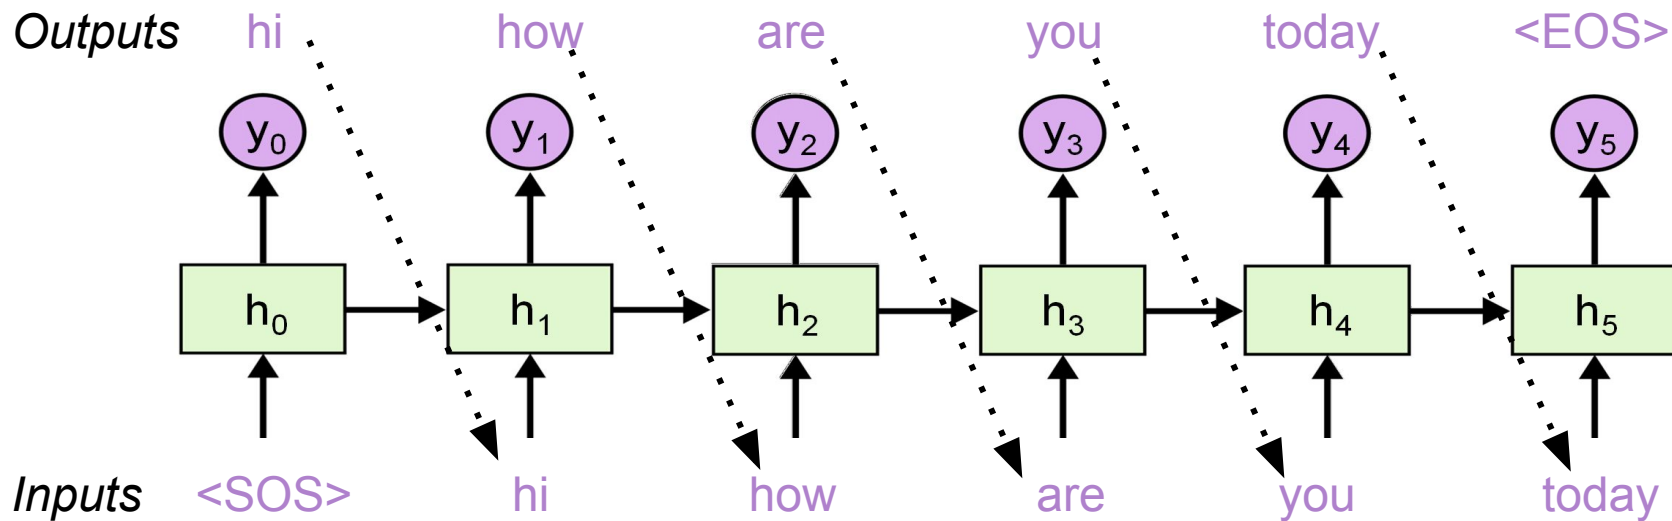 Outputs hi how are you today <EOS>
y0 y1 y2 y3 y4 y5
h0 h1 h2 h3 h4 h5
Inputs <SOS> hi how are you today